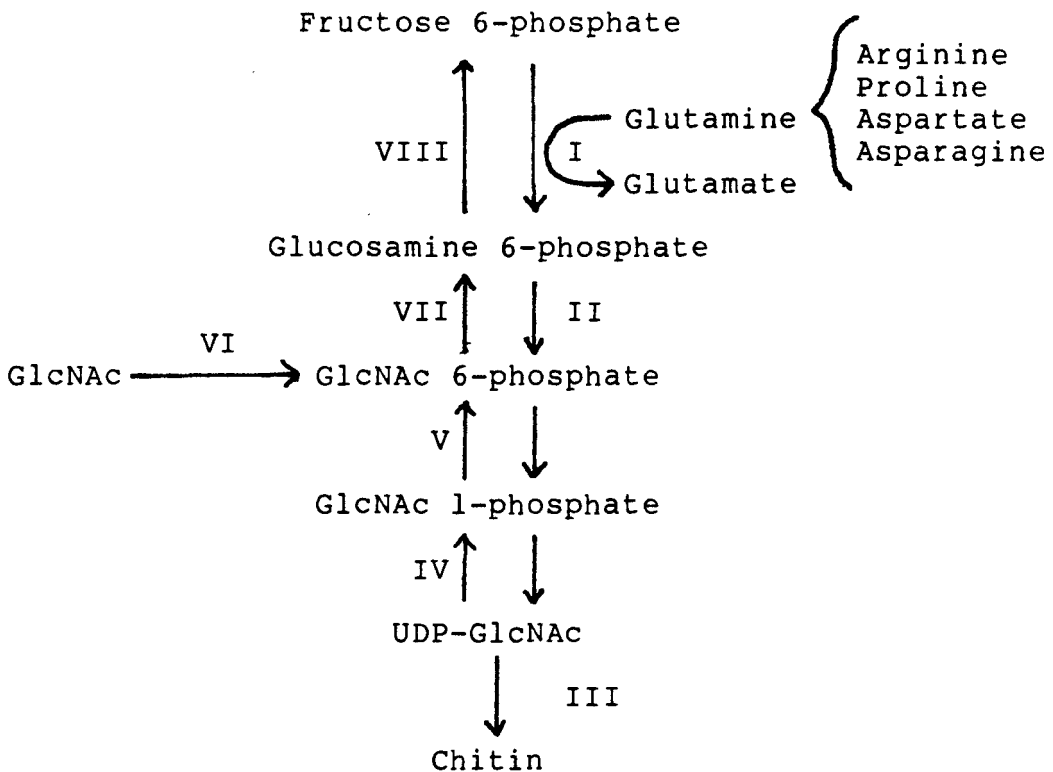 Fructose 6-phosphate
Arginine
Proline
Aspartate
Asparagine
Glutamine
VIII
I
Glutamate
Glucosamine 6-phosphate
VII
II
VI
GlcNAc
GlcNAc 6-phosphate
V
GlcNAc 1-phosphate
IV
UDP-GlcNAc
III
Chitin